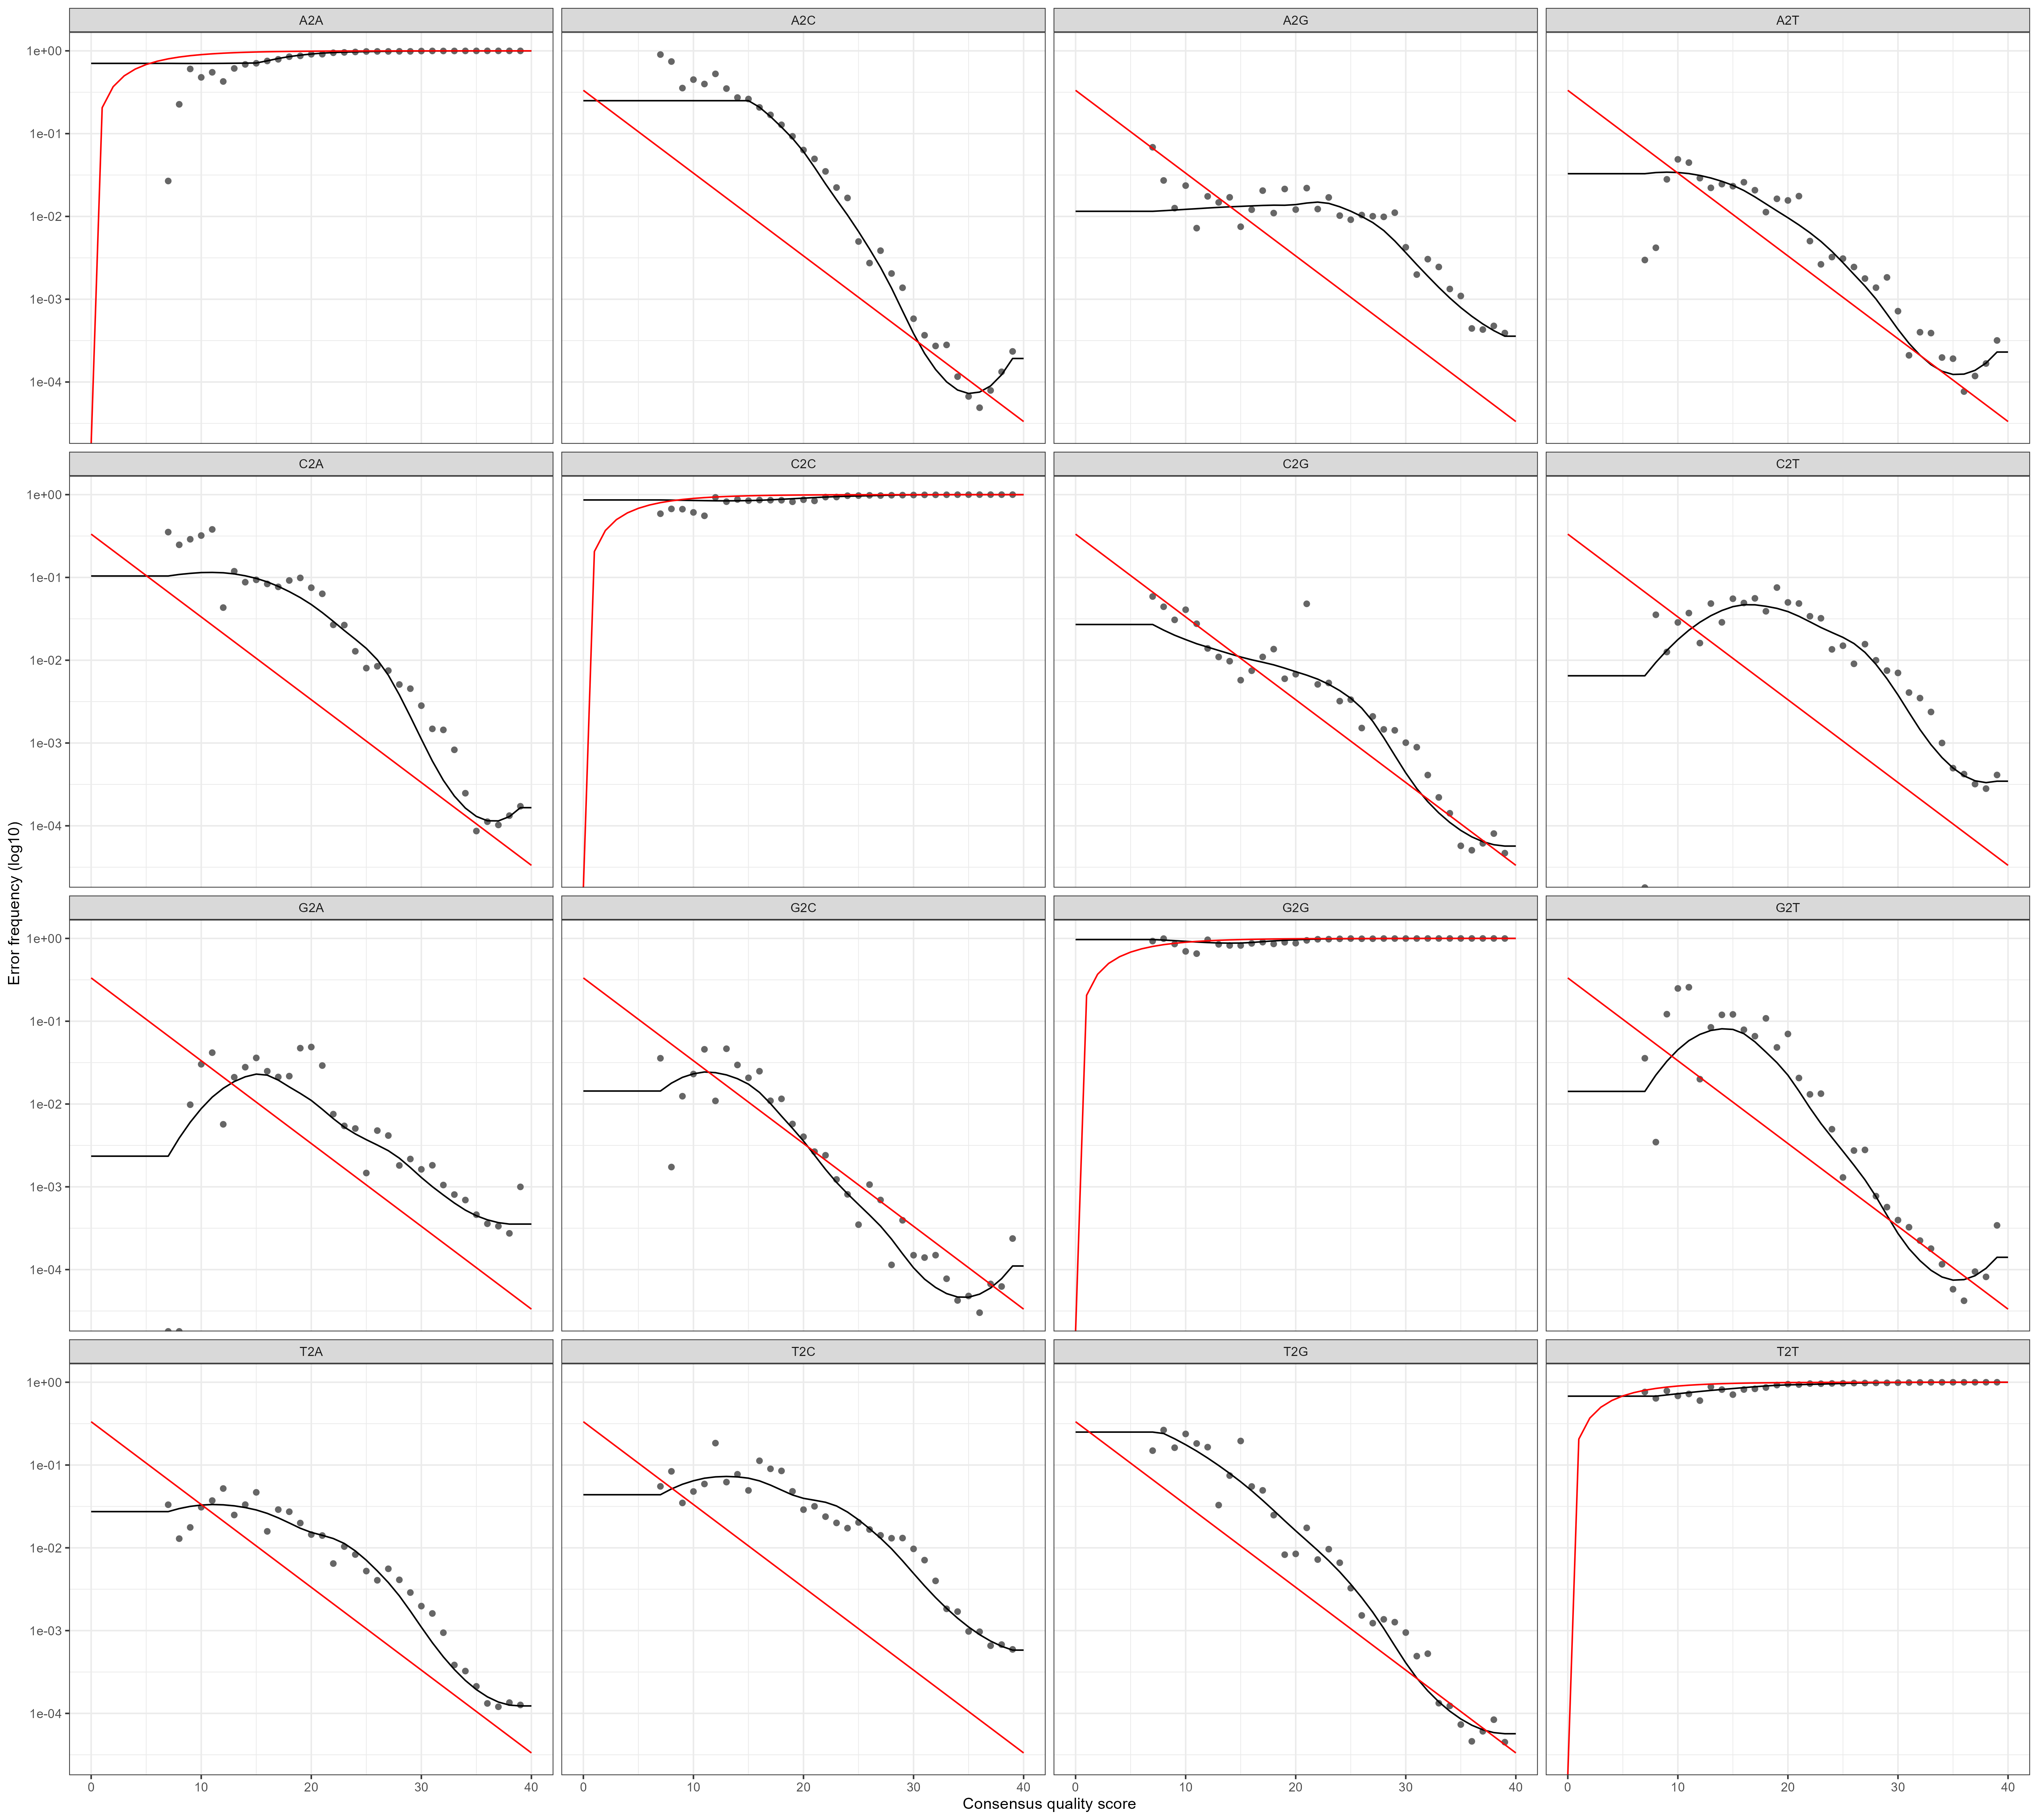 A2A A2C A2G A2T
1e+00
1e-01
1e-02
1e-03
1e-04
C2A C2C C2G C2T
1e+00
1e-01
1e-02
1e-03
1e-04
Error frequency (log10)
G2A G2C G2G G2T
1e+00
1e-01
1e-02
1e-03
1e-04
T2A T2C T2G T2T
1e+00
1e-01
1e-02
1e-03
1e-04
0 10 20 30 40 0 10 20 30 40 0 10 20 30 40 0 10 20 30 40
Consensus quality score